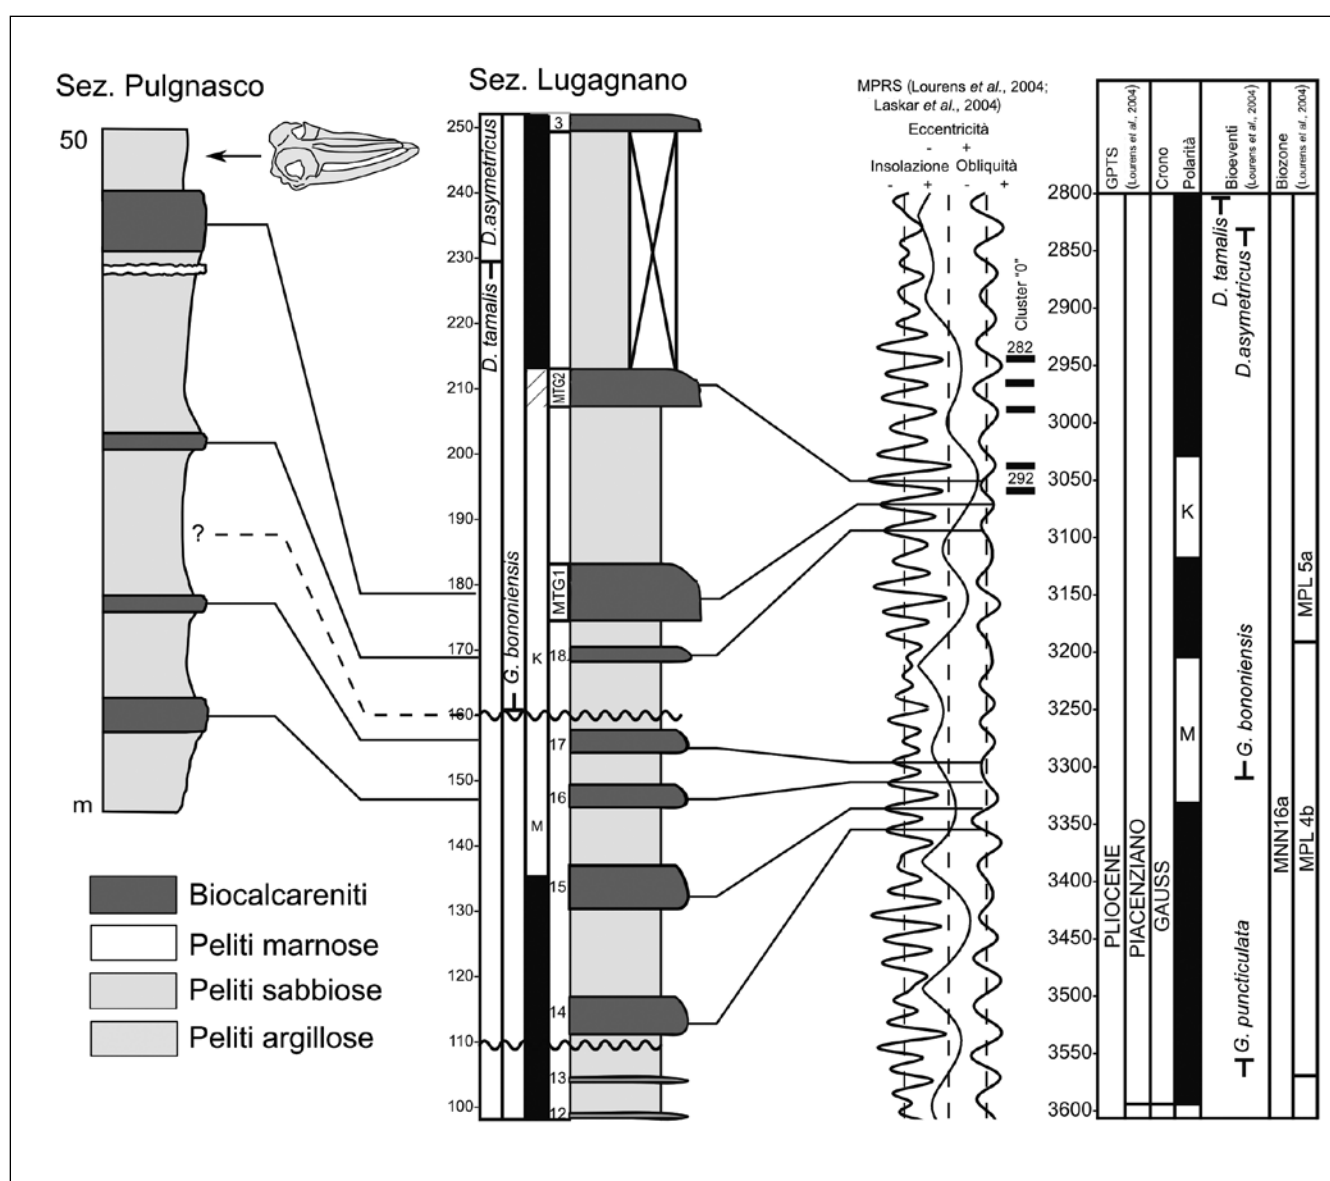 Sez. Pulgnasco
50
?
m
Biocalcareniti
Peliti marnose
Peliti sabbiose
Peliti argillose
Sez. Lugagnano
250
240
230
220
210
200
190
180
170
160
150
140
130
120
110
100
D. tamalis
D.asymetricus
G. bononiensis
K
M
3
MTG2
MTG1
18
17
16
15
14
13
12
MPRS (Lourens et al., 2004;
Laskar et al., 2004)
Eccentricità
- +
Insolazione Obliquità
- + - +
Cluster "0"
282
292
2800
2850
2900
2950
3000
3050
3100
3150
3200
3250
3300
3350
3400
3450
3500
3550
3600
GPTS
(Lourens et al., 2004)
Crono
Polarità
Bioeventi
(Lourens et al., 2004)
Biozone
(Lourens et al., 2004)
PLIOCENE
PIACENZIANO
GAUSS
K
M
D. tamalis
D.asymetricus
G. bononiensis
G. puncticulata
MNN16a
MPL 5a
MPL 4b